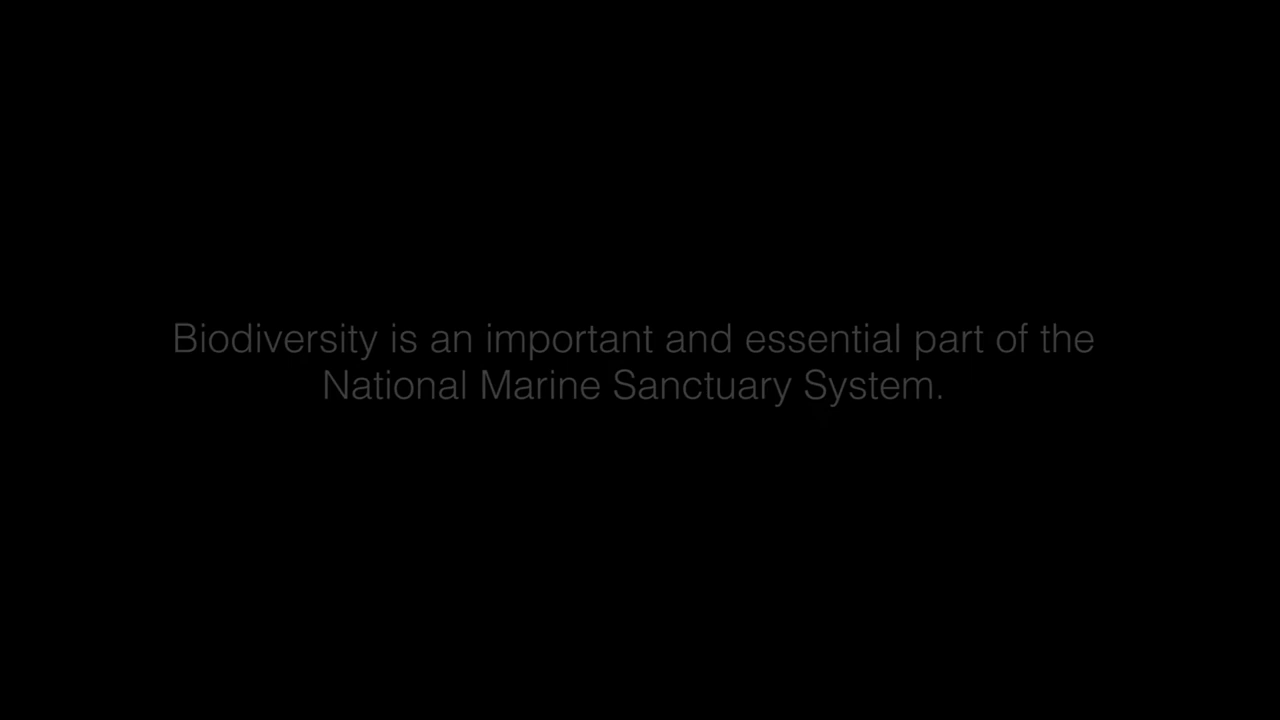 Biodiversity is an important and essential part of the
National Marine Sanctuary System.